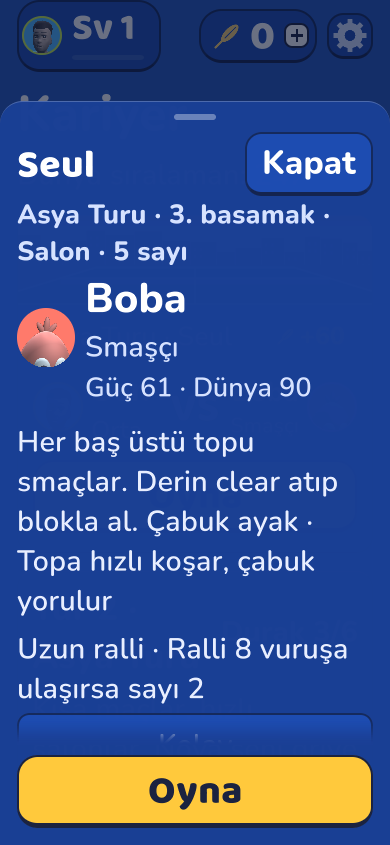 Sv 1
0
Kariyer
Seul
Kapat
Asya Turu · 3. basamak ·
Salon · 5 sayı
Boba
Smaşçı
Güç 61 · Dünya 90
Her baş üstü topu
smaçlar. Derin clear atıp
blokla al. Çabuk ayak ·
Topa hızlı koşar, çabuk
yorulur
Uzun ralli · Ralli 8 vuruşa
ulaşırsa sayı 2
Oyna